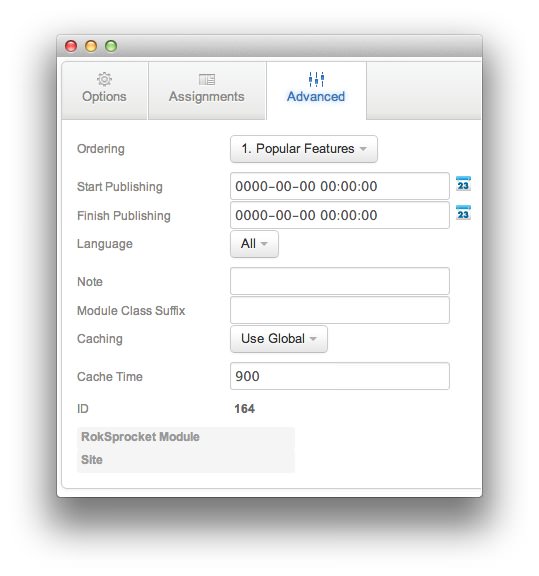 Options Assignments Advanced
Ordering 1. Popular Features
Start Publishing 0000-00-00 00:00:00 23
Finish Publishing 0000-00-00 00:00:00 23
Language All
Note
Module Class Suffix
Caching Use Global
Cache Time 900
ID 164
RokSprocket Module
Site